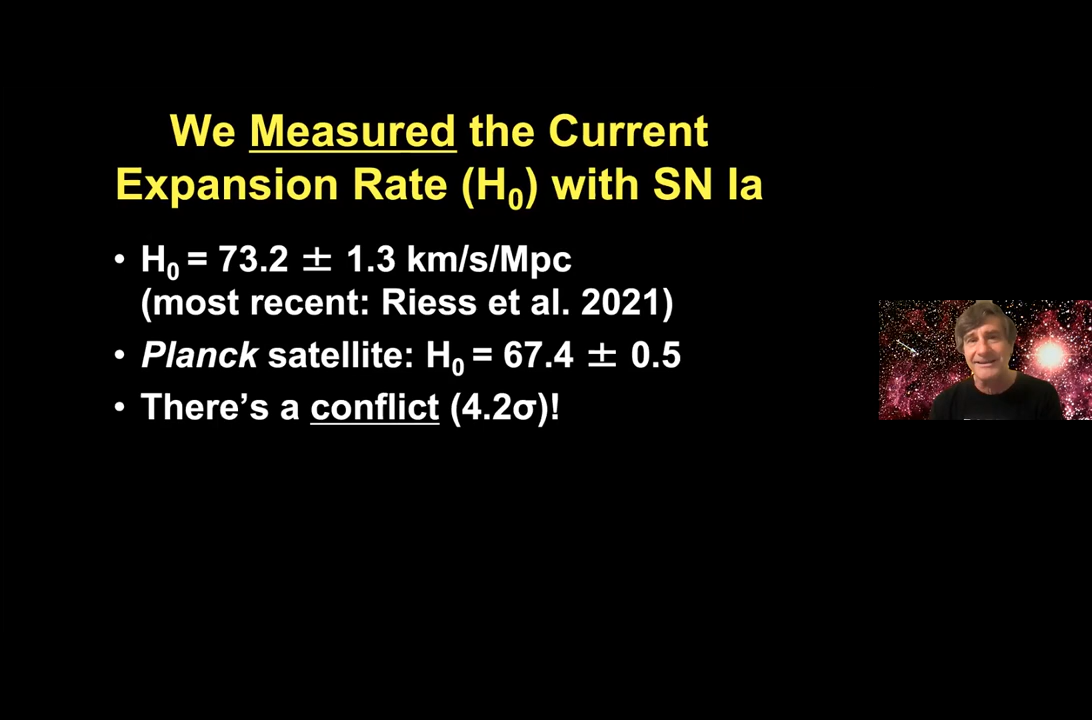 We Measured the Current
Expansion Rate (H₀) with SN Ia
• H₀ = 73.2 ± 1.3 km/s/Mpc
(most recent: Riess et al. 2021)
• Planck satellite: H₀ = 67.4 ± 0.5
• There’s a conflict (4.2σ)!